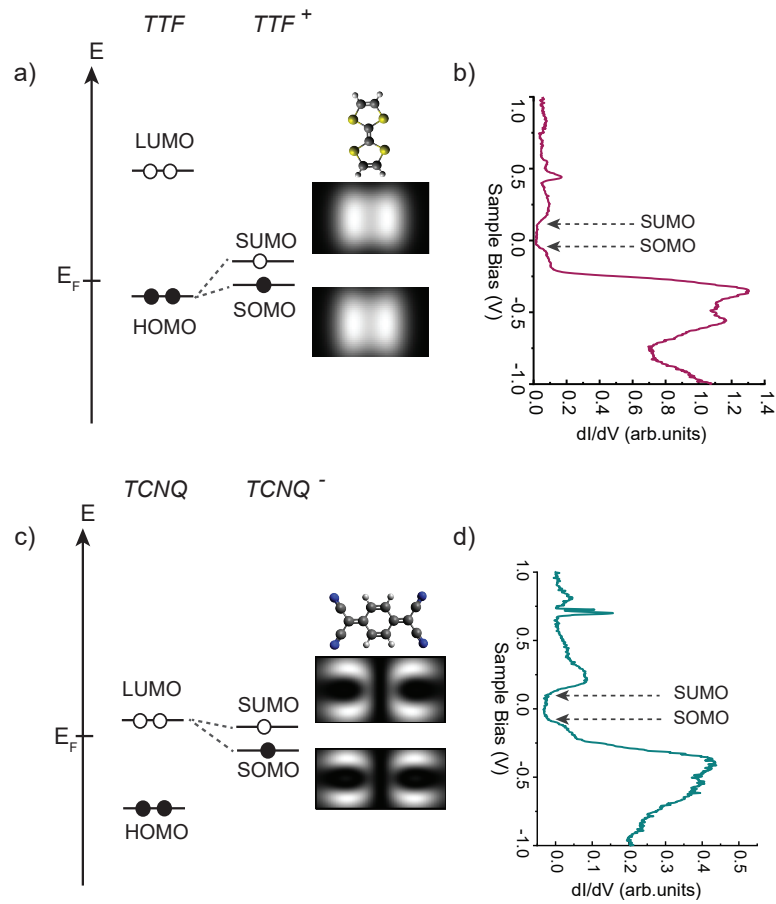 TTF TTF +
E
a)
LUMO
SUMO
E_F
HOMO
SOMO
b)
1.0
0.5
0.0
-0.5
-1.0
Sample Bias (V)
SUMO
SOMO
0.0 0.2 0.4 0.6 0.8 1.0 1.2 1.4
dI/dV (arb.units)
TCNQ TCNQ -
E
c)
LUMO
SUMO
E_F
SOMO
HOMO
d)
1.0
0.5
0.0
-0.5
-1.0
Sample Bias (V)
SUMO
SOMO
0.0 0.1 0.2 0.3 0.4 0.5
dI/dV (arb.units)